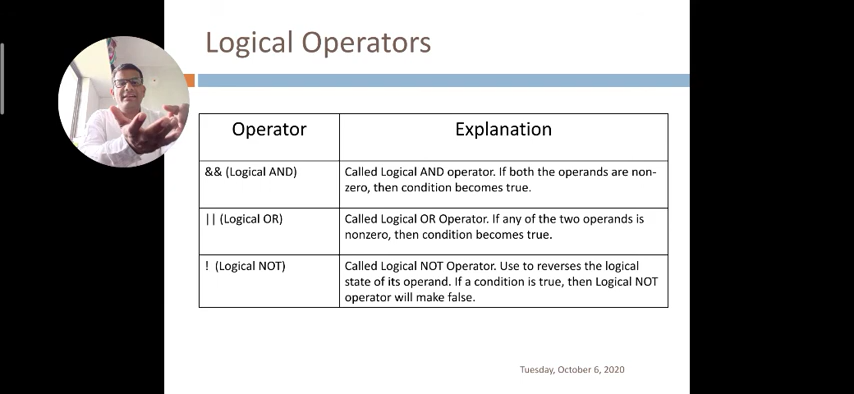 Logical Operators
Operator
Explanation
&& (Logical AND)
Called Logical AND operator. If both the operands are non-
zero, then condition becomes true.
|| (Logical OR)
Called Logical OR Operator. If any of the two operands is
nonzero, then condition becomes true.
! (Logical NOT)
Called Logical NOT Operator. Use to reverses the logical
state of its operand. If a condition is true, then Logical NOT
operator will make false.
Tuesday, October 6, 2020